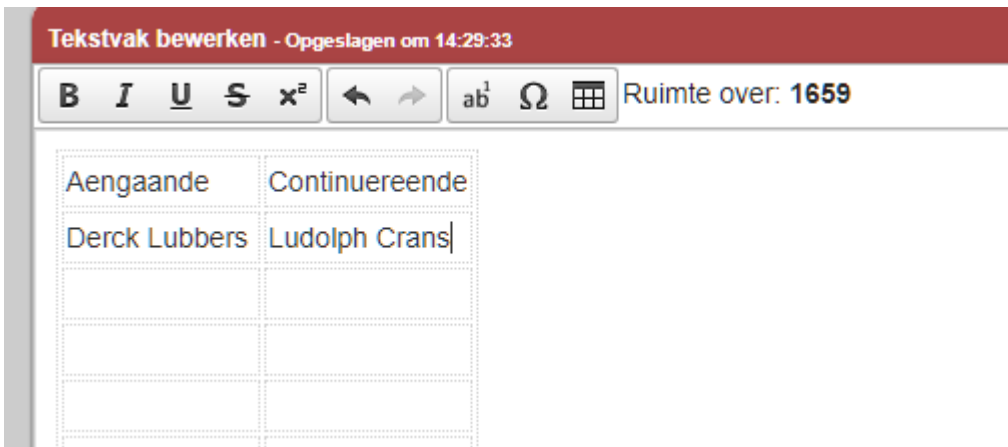 Tekstvak bewerken - Opgeslagen om 14:29:33
B I U S x² ab¹ Ω Ruimte over: 1659
Aengaande Continuereende
Derck Lubbers Ludolph Crans